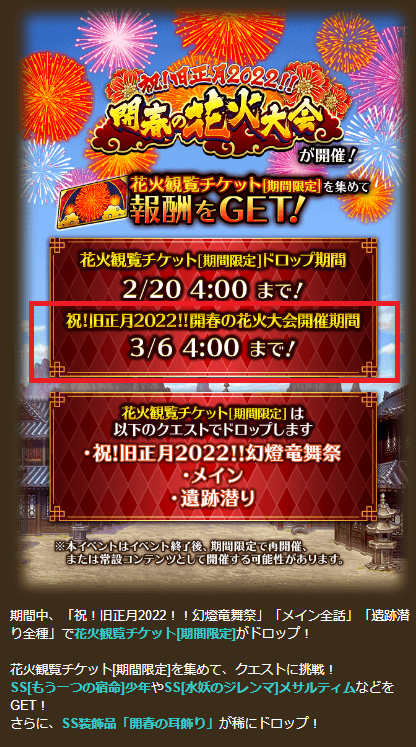 祝!旧正月2022!!
開春の花火大会
が開催!
花火観覧チケット[期間限定]を集めて
報酬をGET!
花火観覧チケット[期間限定]ドロップ期間
2/20 4:00 まで!
祝!旧正月2022!!開春の花火大会開催期間
3/6 4:00 まで!
花火観覧チケット[期間限定]は
以下のクエストでドロップします
・祝!旧正月2022!!幻燈竜舞祭
・メイン
・遺跡潜り
※本イベントはイベント終了後、期間限定で再開催、
または常設コンテンツとして開催する可能性があります。
期間中、「祝！旧正月2022！！幻燈竜舞祭」「メイン全話」「遺跡潜
り全種」で花火観覧チケット[期間限定]がドロップ！
花火観覧チケット[期間限定]を集めて、クエストに挑戦！
SS[もう一つの宿命]少年やSS[水妖のジレンマ]メサルティムなどを
GET！
さらに、SS装飾品「開春の耳飾り」が稀にドロップ！